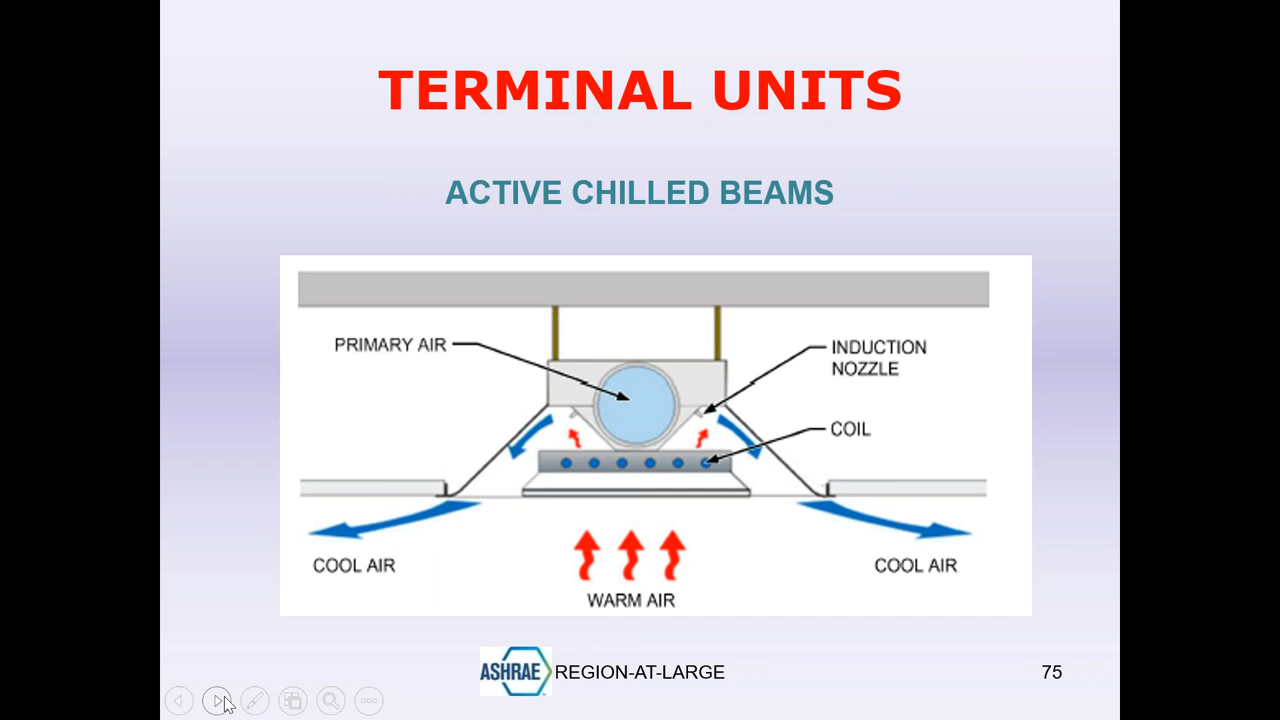 TERMINAL UNITS
ACTIVE CHILLED BEAMS
PRIMARY AIR
INDUCTION
NOZZLE
COIL
COOL AIR
COOL AIR
WARM AIR
ASHRAE REGION-AT-LARGE
75